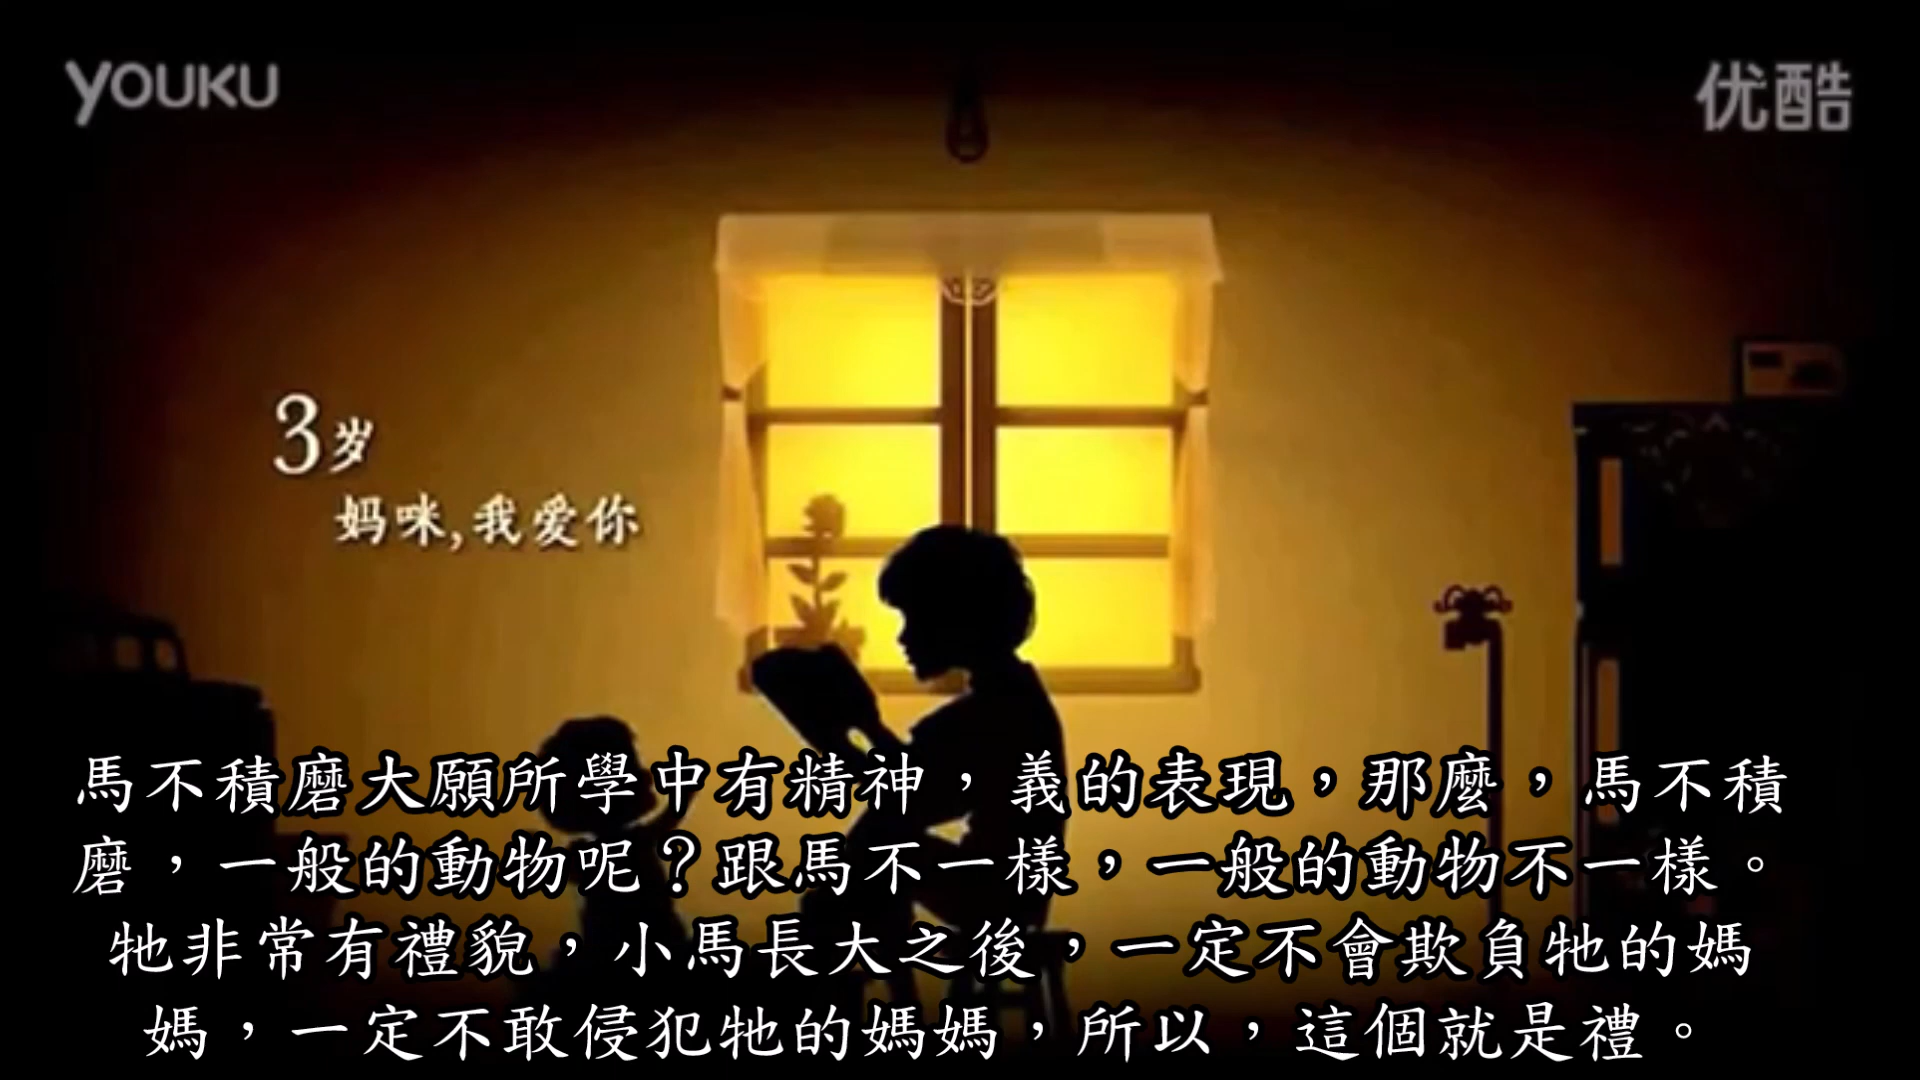 YOUKU
优酷
3岁
妈咪,我爱你
馬不積磨大願所學中有精神，義的表現，那麼，馬不積
磨，一般的動物呢？跟馬不一樣，一般的動物不一樣。
牠非常有禮貌，小馬長大之後，一定不會欺負牠的媽
媽，一定不敢侵犯牠的媽媽，所以，這個就是禮。